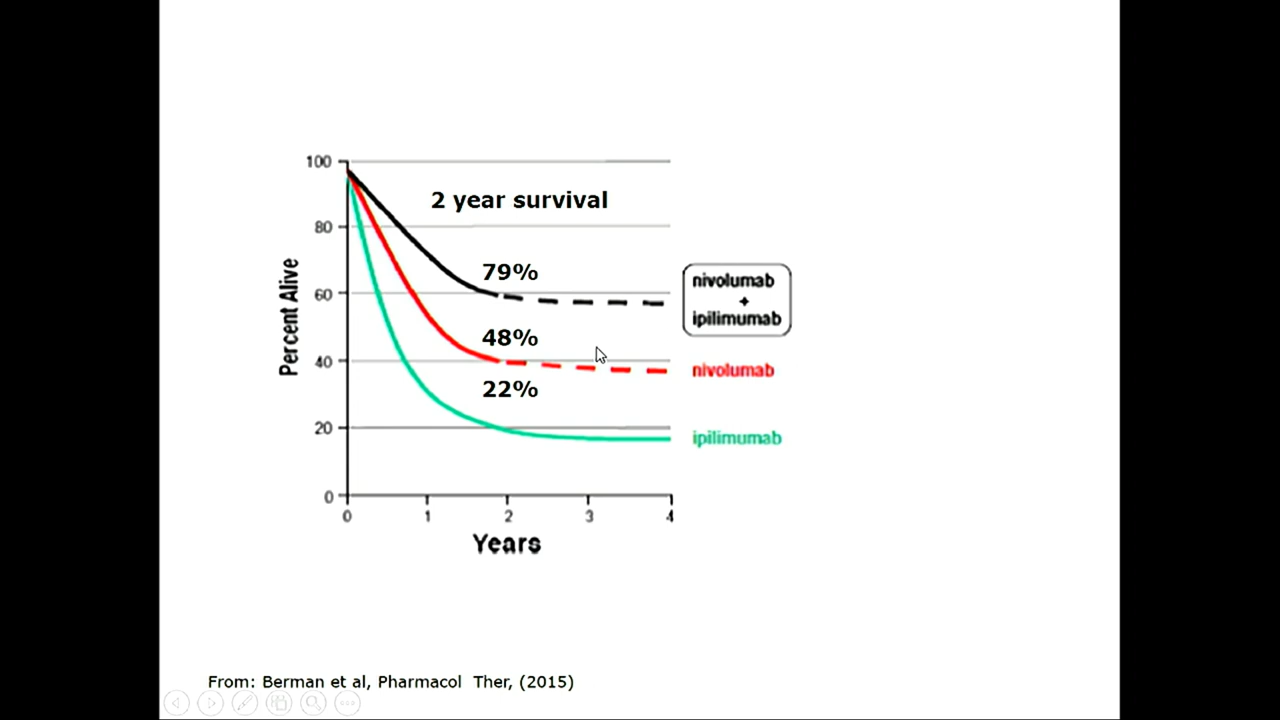 100
2 year survival
80
79%
60
nivolumab
+
ipilimumab
48%
40
nivolumab
22%
20
ipilimumab
0
Percent Alive
0 1 2 3 4
Years
From: Berman et al, Pharmacol Ther, (2015)